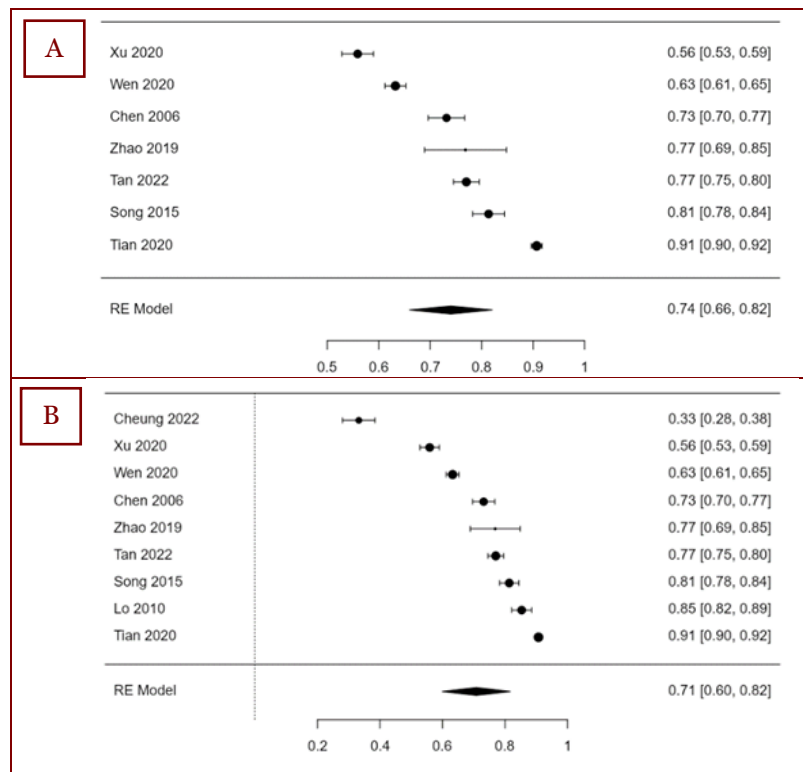 A
Xu 2020 0.56 [0.53, 0.59]
Wen 2020 0.63 [0.61, 0.65]
Chen 2006 0.73 [0.70, 0.77]
Zhao 2019 0.77 [0.69, 0.85]
Tan 2022 0.77 [0.75, 0.80]
Song 2015 0.81 [0.78, 0.84]
Tian 2020 0.91 [0.90, 0.92]
RE Model 0.74 [0.66, 0.82]
0.5 0.6 0.7 0.8 0.9 1
B
Cheung 2022 0.33 [0.28, 0.38]
Xu 2020 0.56 [0.53, 0.59]
Wen 2020 0.63 [0.61, 0.65]
Chen 2006 0.73 [0.70, 0.77]
Zhao 2019 0.77 [0.69, 0.85]
Tan 2022 0.77 [0.75, 0.80]
Song 2015 0.81 [0.78, 0.84]
Lo 2010 0.85 [0.82, 0.89]
Tian 2020 0.91 [0.90, 0.92]
RE Model 0.71 [0.60, 0.82]
0.2 0.4 0.6 0.8 1